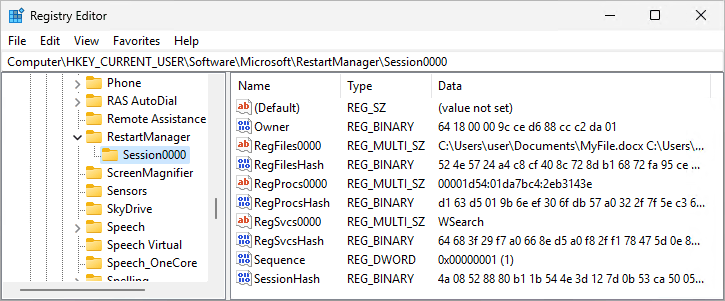 Registry Editor
File Edit View Favorites Help
Computer\HKEY_CURRENT_USER\Software\Microsoft\RestartManager\Session0000
Phone
RAS AutoDial
Remote Assistance
RestartManager
Session0000
ScreenMagnifier
Sensors
SkyDrive
Speech
Speech Virtual
Speech_OneCore
Spelling
Name Type Data
(Default) REG_SZ (value not set)
Owner REG_BINARY 64 18 00 00 9c ce d6 88 cc c2 da 01
RegFiles0000 REG_MULTI_SZ C:\Users\user\Documents\MyFile.docx C:\Users...
RegFilesHash REG_BINARY 52 4e 57 24 a4 c8 cf 40 8c 72 8d b1 68 72 fa 95 ce ...
RegProcs0000 REG_MULTI_SZ 00001d54:01da7bc4:2eb3143e
RegProcsHash REG_BINARY d1 63 d5 01 9b 6e ef 30 6f db 57 a0 32 2f 7f 5e c3 6...
RegSvcs0000 REG_MULTI_SZ WSearch
RegSvcsHash REG_BINARY 64 68 3f 29 f7 a0 66 8e d5 a0 f8 2f f1 78 47 5d 0e 8...
Sequence REG_DWORD 0x00000001 (1)
SessionHash REG_BINARY 4a 08 52 88 80 b1 1b 54 4e 3d 12 7d 0b 53 ca 50 05...